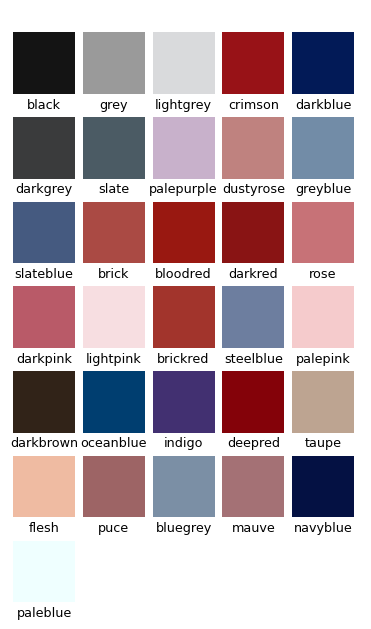 black grey lightgrey crimson darkblue
darkgrey slate palepurple dustyrose greyblue
slateblue brick bloodred darkred rose
darkpink lightpink brickred steelblue palepink
darkbrown oceanblue indigo deepred taupe
flesh puce bluegrey mauve navyblue
paleblue